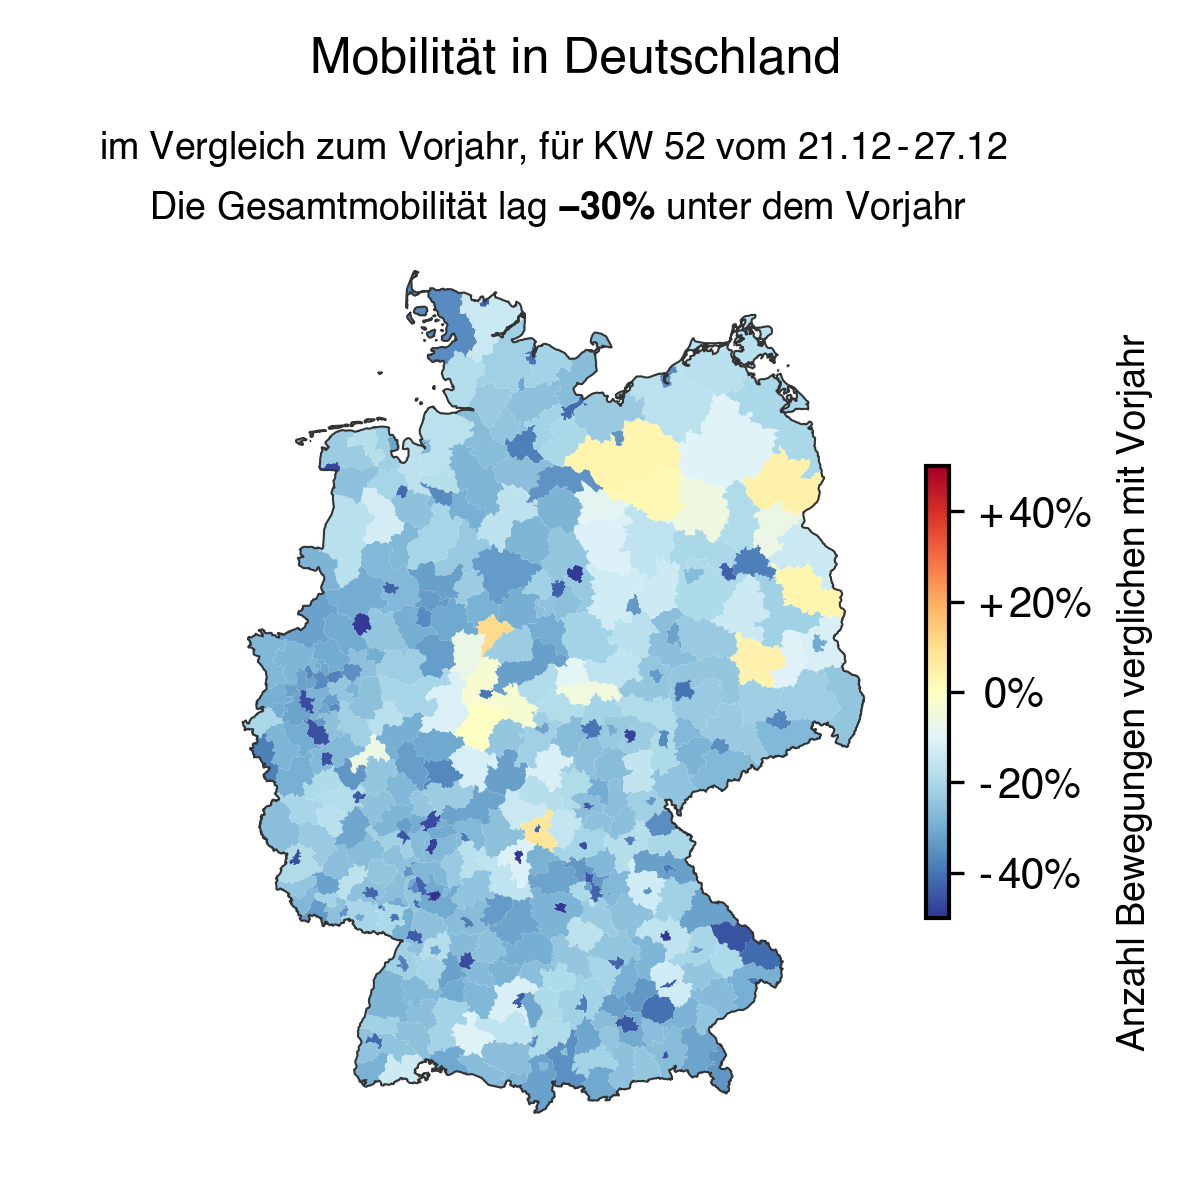 Mobilität in Deutschland
im Vergleich zum Vorjahr, für KW 52 vom 21.12-27.12
Die Gesamtmobilität lag –30% unter dem Vorjahr
+40%
+20%
0%
-20%
-40%
Anzahl Bewegungen verglichen mit Vorjahr